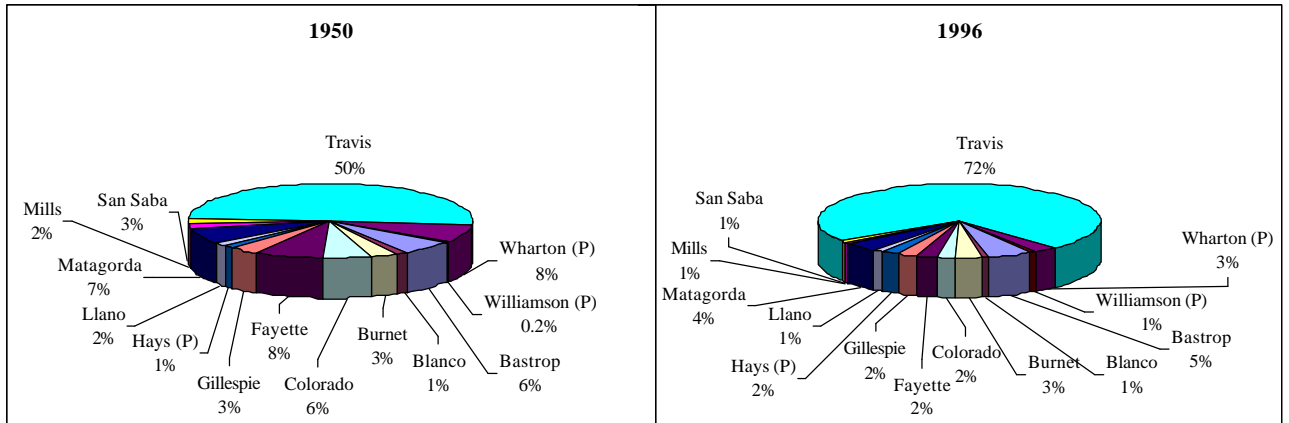 1950
Travis
50%
San Saba
3%
Mills
2%
Matagorda
7%
Llano
2%
Hays (P)
1%
Gillespie
3%
Fayette
8%
Colorado
6%
Burnet
3%
Blanco
1%
Bastrop
6%
Williamson (P)
0.2%
Wharton (P)
8%
1996
Travis
72%
San Saba
1%
Mills
1%
Matagorda
4%
Llano
1%
Hays (P)
2%
Gillespie
2%
Fayette
2%
Colorado
2%
Burnet
3%
Blanco
1%
Bastrop
5%
Williamson (P)
1%
Wharton (P)
3%